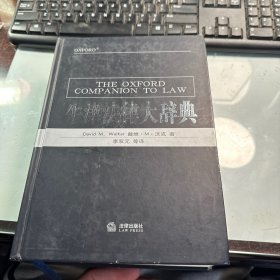 OXFORD
THE OXFORD
COMPANION TO LAW
牛津法律大辞典
David M. Walker 戴维·M·沃克 著
李双元 等译
法律出版社
LAW PRESS